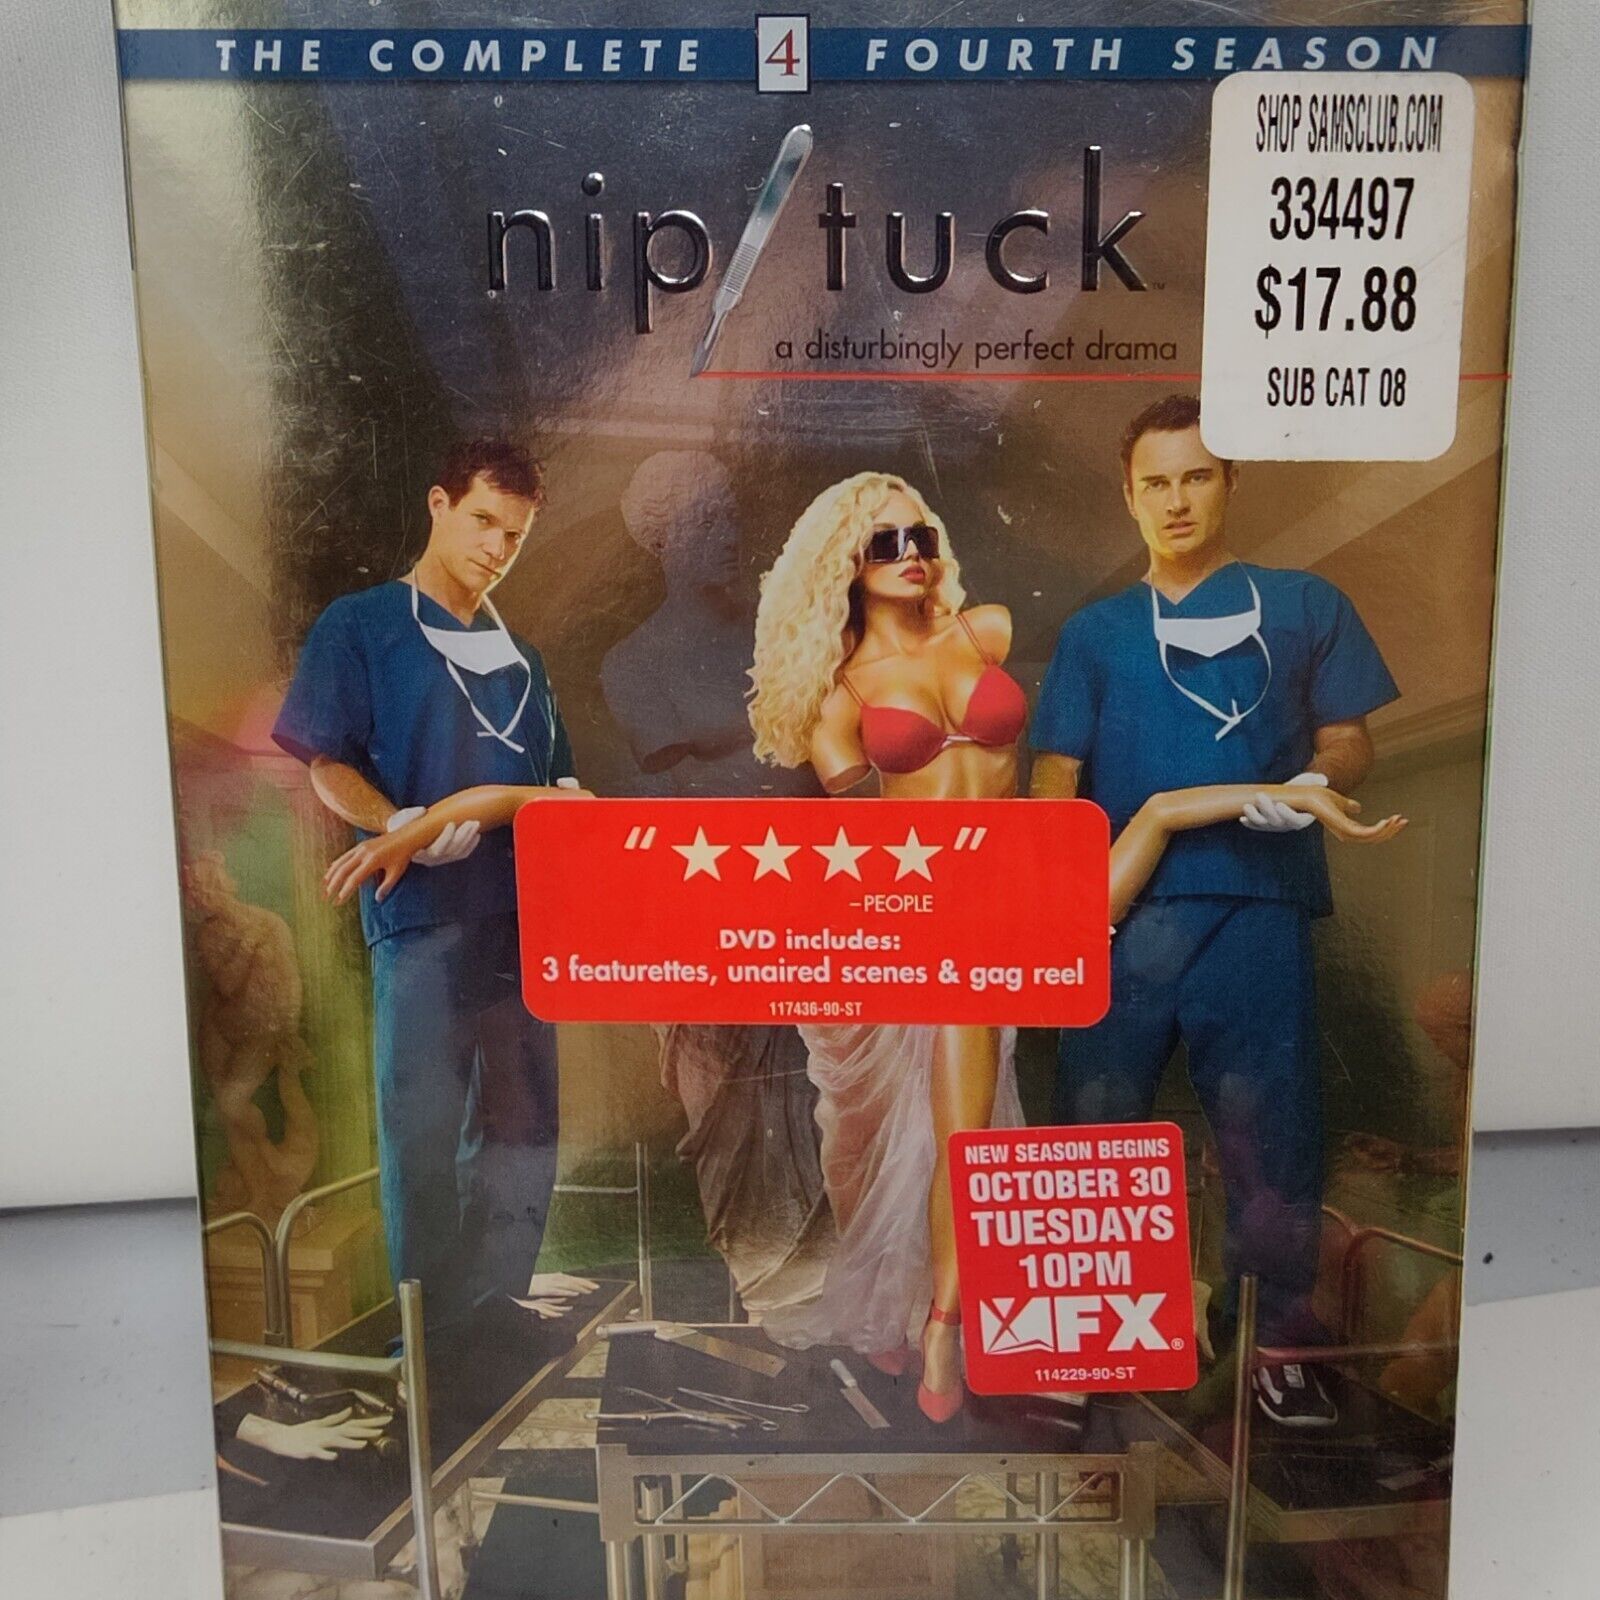 THE COMPLETE 4 FOURTH SEASON
SHOP SAMSCLUB.COM
334497
$17.88
SUB CAT 08
nip/tuck™
a disturbingly perfect drama
"★★★★"
–PEOPLE
DVD includes:
3 featurettes, unaired scenes & gag reel
117436-90-ST
NEW SEASON BEGINS
OCTOBER 30
TUESDAYS
10PM
FX®
114229-90-ST